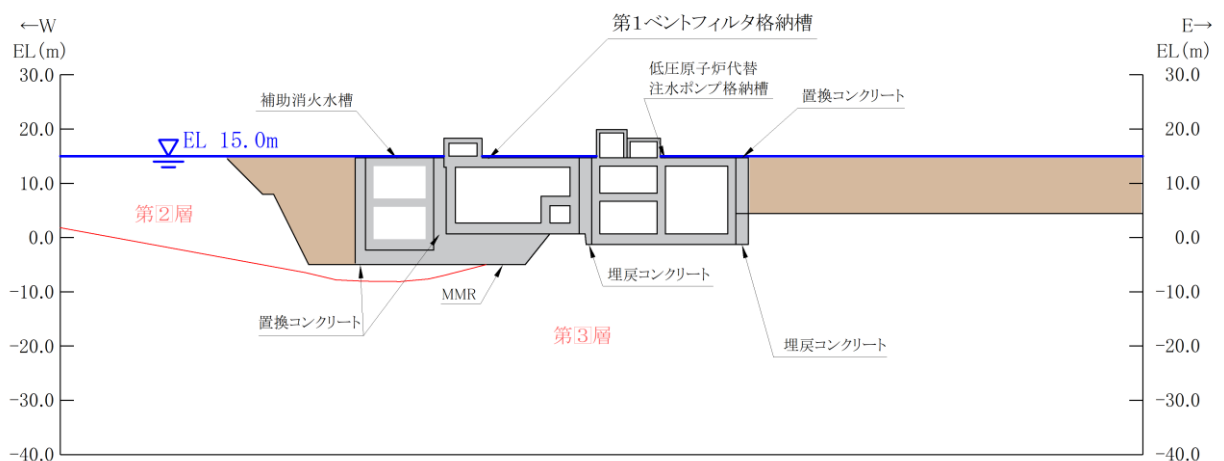 ←W
EL(m)
30.0
20.0
10.0
0.0
-10.0
-20.0
-30.0
-40.0
第1ベントフィルタ格納槽
低圧原子炉代替
注水ポンプ格納槽
置換コンクリート
補助消火水槽
EL 15.0m
第2層
埋戻コンクリート
MMR
置換コンクリート
第3層
埋戻コンクリート
E→
EL(m)
30.0
20.0
10.0
0.0
-10.0
-20.0
-30.0
-40.0